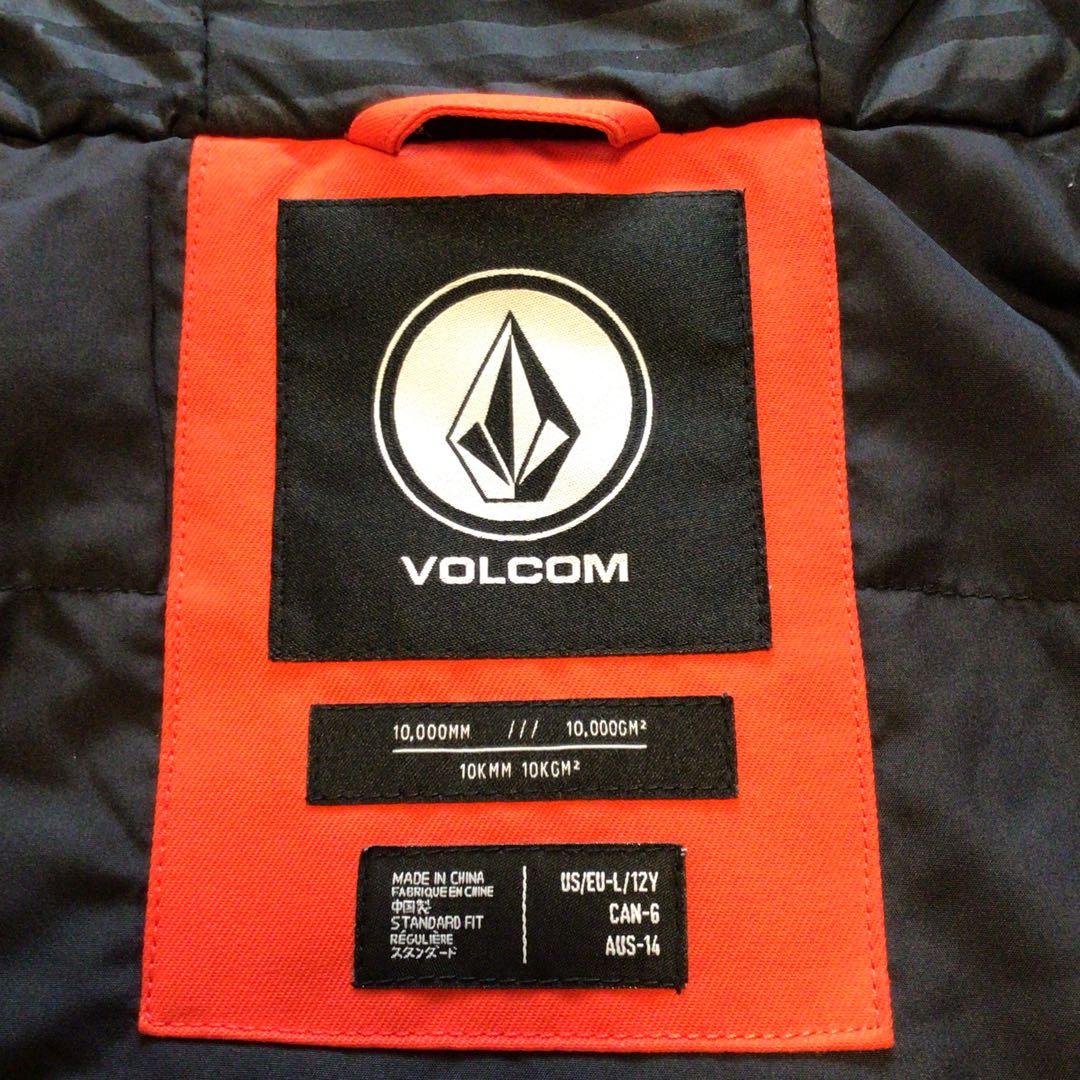 VOLCOM
10,000MM /// 10,000GM²
10KMM 10KGM²
MADE IN CHINA
FABRIQUE EN CHINE
中国製
STANDARD FIT
RÉGULIÈRE
スタンダード
US/EU-L/12Y
CAN-G
AUS-14